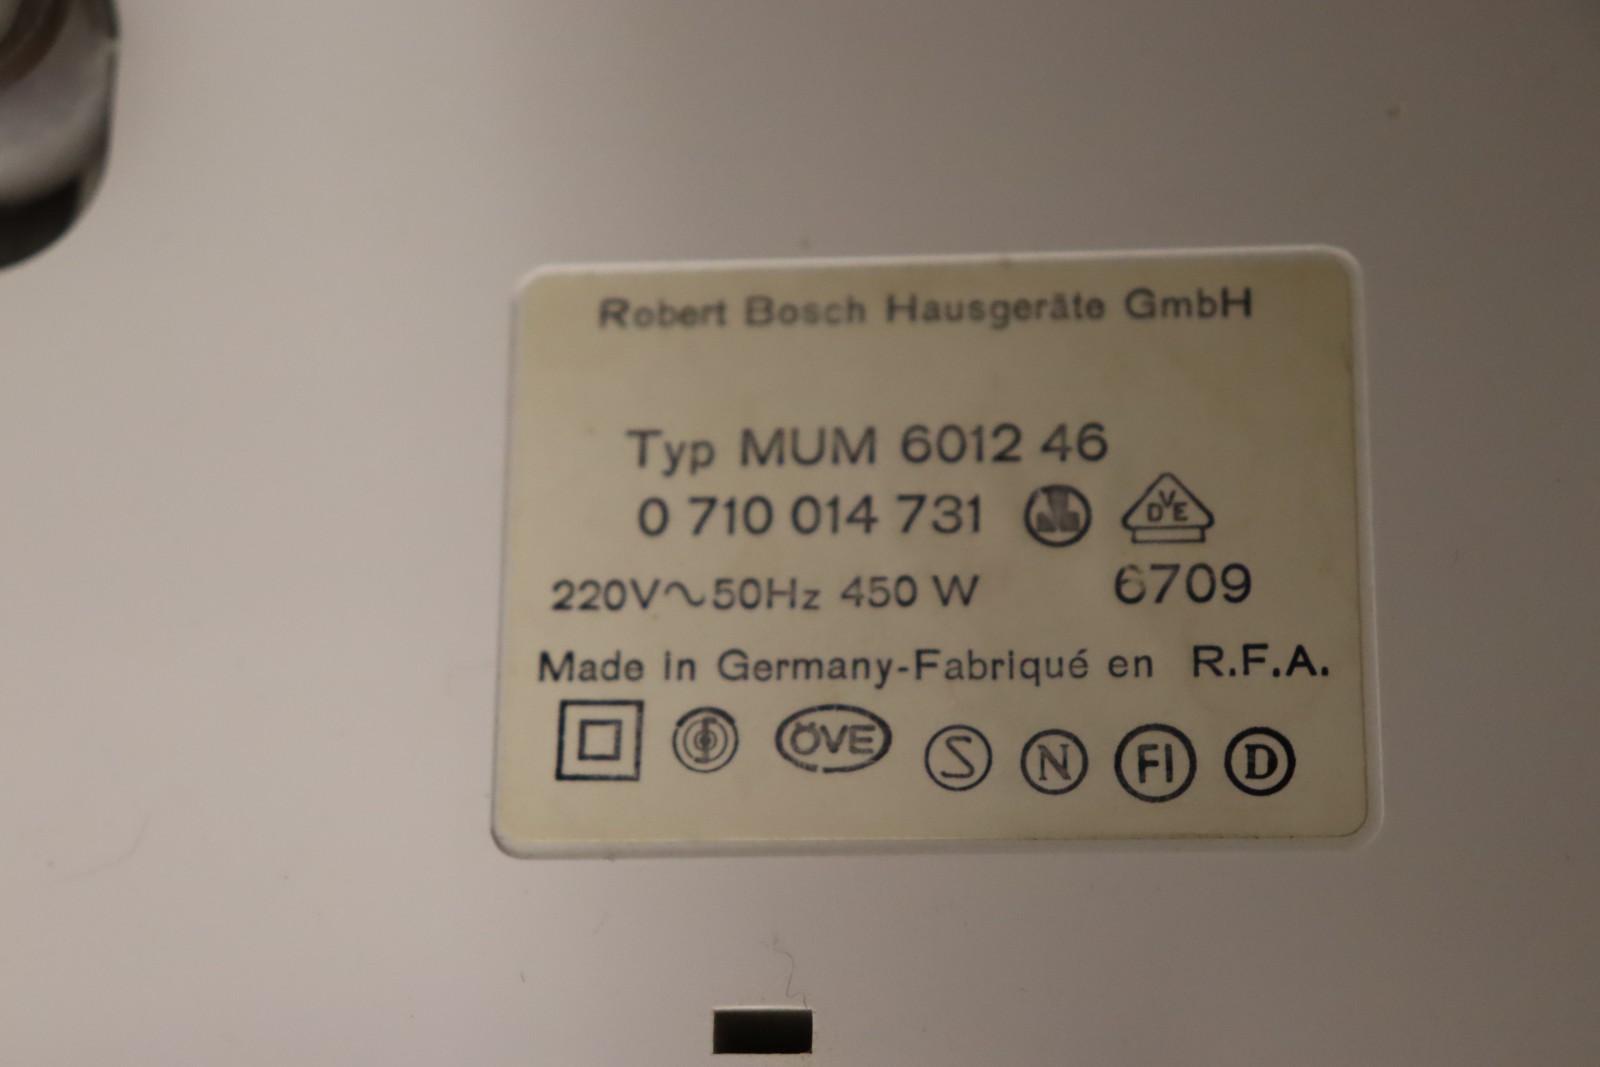 Robert Bosch Hausgeräte GmbH
Typ MUM 6012 46
0 710 014 731
DVE
220V~50Hz 450 W
6709
Made in Germany-Fabriqué en R.F.A.
ÖVE S N FI D